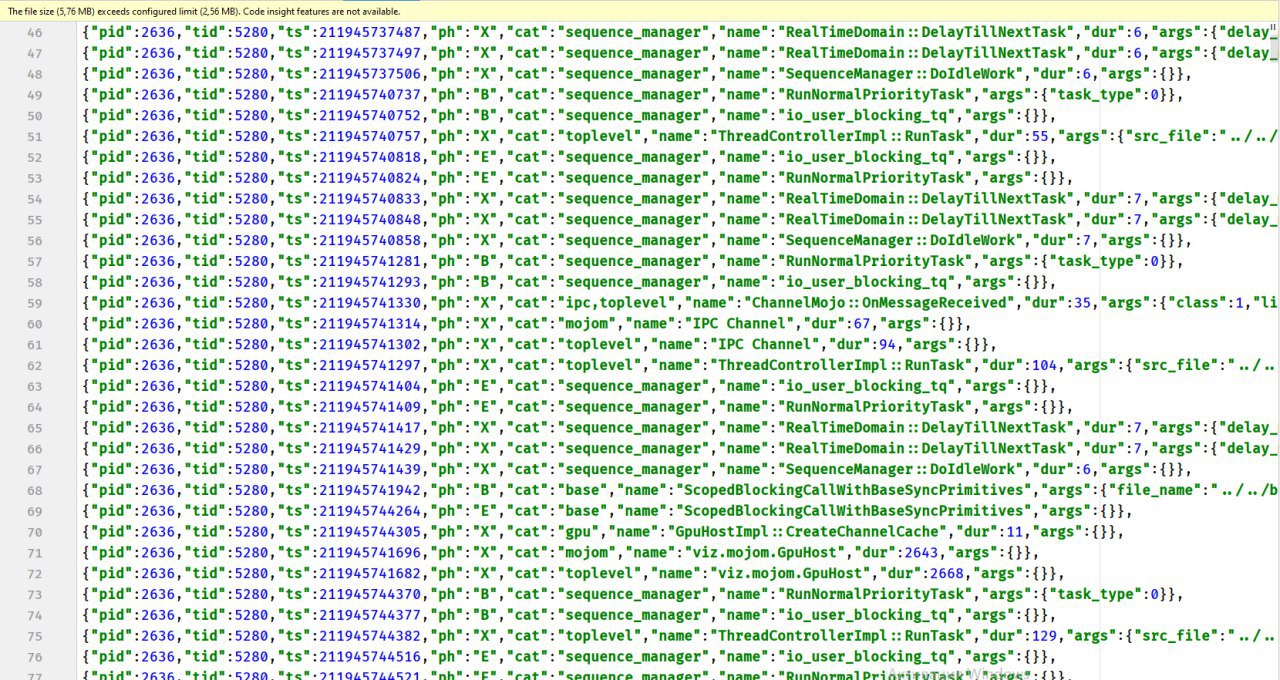 The file size (5,76 MB) exceeds configured limit (2,56 MB). Code insight features are not available.
46 {"pid":2636,"tid":5280,"ts":211945737487,"ph":"X","cat":"sequence_manager","name":"RealTimeDomain::DelayTillNextTask","dur":6,"args":{"delay_
47 {"pid":2636,"tid":5280,"ts":211945737497,"ph":"X","cat":"sequence_manager","name":"RealTimeDomain::DelayTillNextTask","dur":6,"args":{"delay_
48 {"pid":2636,"tid":5280,"ts":211945737506,"ph":"X","cat":"sequence_manager","name":"SequenceManager::DoIdleWork","dur":6,"args":{}},
49 {"pid":2636,"tid":5280,"ts":211945740737,"ph":"B","cat":"sequence_manager","name":"RunNormalPriorityTask","args":{"task_type":0}},
50 {"pid":2636,"tid":5280,"ts":211945740752,"ph":"B","cat":"sequence_manager","name":"io_user_blocking_tq","args":{}},
51 {"pid":2636,"tid":5280,"ts":211945740757,"ph":"X","cat":"toplevel","name":"ThreadControllerImpl::RunTask","dur":55,"args":{"src_file":"../../
52 {"pid":2636,"tid":5280,"ts":211945740818,"ph":"E","cat":"sequence_manager","name":"io_user_blocking_tq","args":{}},
53 {"pid":2636,"tid":5280,"ts":211945740824,"ph":"E","cat":"sequence_manager","name":"RunNormalPriorityTask","args":{}},
54 {"pid":2636,"tid":5280,"ts":211945740833,"ph":"X","cat":"sequence_manager","name":"RealTimeDomain::DelayTillNextTask","dur":7,"args":{"delay_
55 {"pid":2636,"tid":5280,"ts":211945740848,"ph":"X","cat":"sequence_manager","name":"RealTimeDomain::DelayTillNextTask","dur":7,"args":{"delay_
56 {"pid":2636,"tid":5280,"ts":211945740858,"ph":"X","cat":"sequence_manager","name":"SequenceManager::DoIdleWork","dur":7,"args":{}},
57 {"pid":2636,"tid":5280,"ts":211945741281,"ph":"B","cat":"sequence_manager","name":"RunNormalPriorityTask","args":{"task_type":0}},
58 {"pid":2636,"tid":5280,"ts":211945741293,"ph":"B","cat":"sequence_manager","name":"io_user_blocking_tq","args":{}},
59 {"pid":2636,"tid":5280,"ts":211945741330,"ph":"X","cat":"ipc,toplevel","name":"ChannelMojo::OnMessageReceived","dur":35,"args":{"class":1,"li
60 {"pid":2636,"tid":5280,"ts":211945741314,"ph":"X","cat":"mojom","name":"IPC Channel","dur":67,"args":{}},
61 {"pid":2636,"tid":5280,"ts":211945741302,"ph":"X","cat":"toplevel","name":"IPC Channel","dur":94,"args":{}},
62 {"pid":2636,"tid":5280,"ts":211945741297,"ph":"X","cat":"toplevel","name":"ThreadControllerImpl::RunTask","dur":104,"args":{"src_file":"../..
63 {"pid":2636,"tid":5280,"ts":211945741404,"ph":"E","cat":"sequence_manager","name":"io_user_blocking_tq","args":{}},
64 {"pid":2636,"tid":5280,"ts":211945741409,"ph":"E","cat":"sequence_manager","name":"RunNormalPriorityTask","args":{}},
65 {"pid":2636,"tid":5280,"ts":211945741417,"ph":"X","cat":"sequence_manager","name":"RealTimeDomain::DelayTillNextTask","dur":7,"args":{"delay_
66 {"pid":2636,"tid":5280,"ts":211945741429,"ph":"X","cat":"sequence_manager","name":"RealTimeDomain::DelayTillNextTask","dur":7,"args":{"delay_
67 {"pid":2636,"tid":5280,"ts":211945741439,"ph":"X","cat":"sequence_manager","name":"SequenceManager::DoIdleWork","dur":6,"args":{}},
68 {"pid":2636,"tid":5280,"ts":211945741942,"ph":"B","cat":"base","name":"ScopedBlockingCallWithBaseSyncPrimitives","args":{"file_name":"../../b
69 {"pid":2636,"tid":5280,"ts":211945744264,"ph":"E","cat":"base","name":"ScopedBlockingCallWithBaseSyncPrimitives","args":{}},
70 {"pid":2636,"tid":5280,"ts":211945744305,"ph":"X","cat":"gpu","name":"GpuHostImpl::CreateChannelCache","dur":11,"args":{}},
71 {"pid":2636,"tid":5280,"ts":211945741696,"ph":"X","cat":"mojom","name":"viz.mojom.GpuHost","dur":2643,"args":{}},
72 {"pid":2636,"tid":5280,"ts":211945741682,"ph":"X","cat":"toplevel","name":"viz.mojom.GpuHost","dur":2668,"args":{}},
73 {"pid":2636,"tid":5280,"ts":211945744370,"ph":"B","cat":"sequence_manager","name":"RunNormalPriorityTask","args":{"task_type":0}},
74 {"pid":2636,"tid":5280,"ts":211945744377,"ph":"B","cat":"sequence_manager","name":"io_user_blocking_tq","args":{}},
75 {"pid":2636,"tid":5280,"ts":211945744382,"ph":"X","cat":"toplevel","name":"ThreadControllerImpl::RunTask","dur":129,"args":{"src_file":"../..
76 {"pid":2636,"tid":5280,"ts":211945744516,"ph":"E","cat":"sequence_manager","name":"io_user_blocking_tq","args":{}},
77 {"pid":2636,"tid":5280,"ts":211945744521,"ph":"E","cat":"sequence_manager","name":"RunNormalPriorityTask","args":{}},